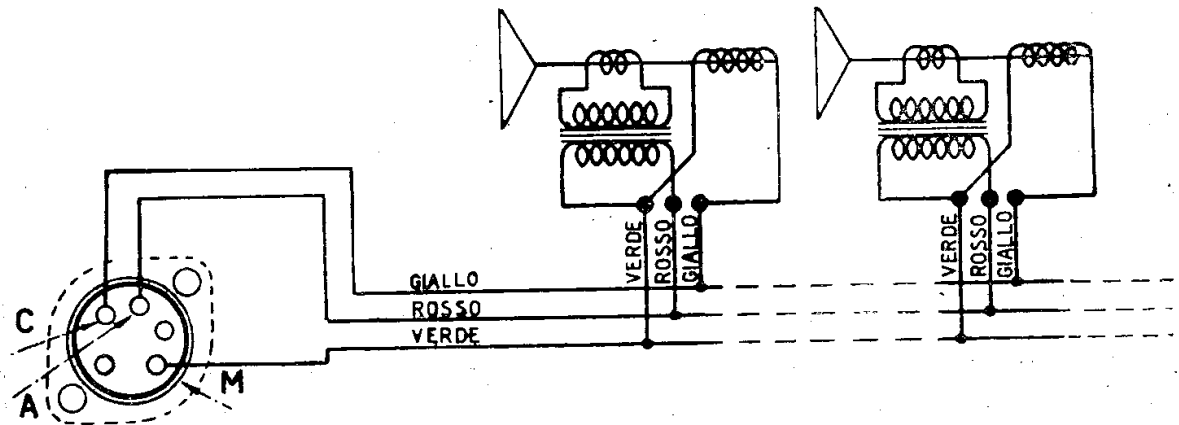 VERDE
ROSSO
GIALLO
VERDE
ROSSO
GIALLO
GIALLO
ROSSO
VERDE
C
A
M